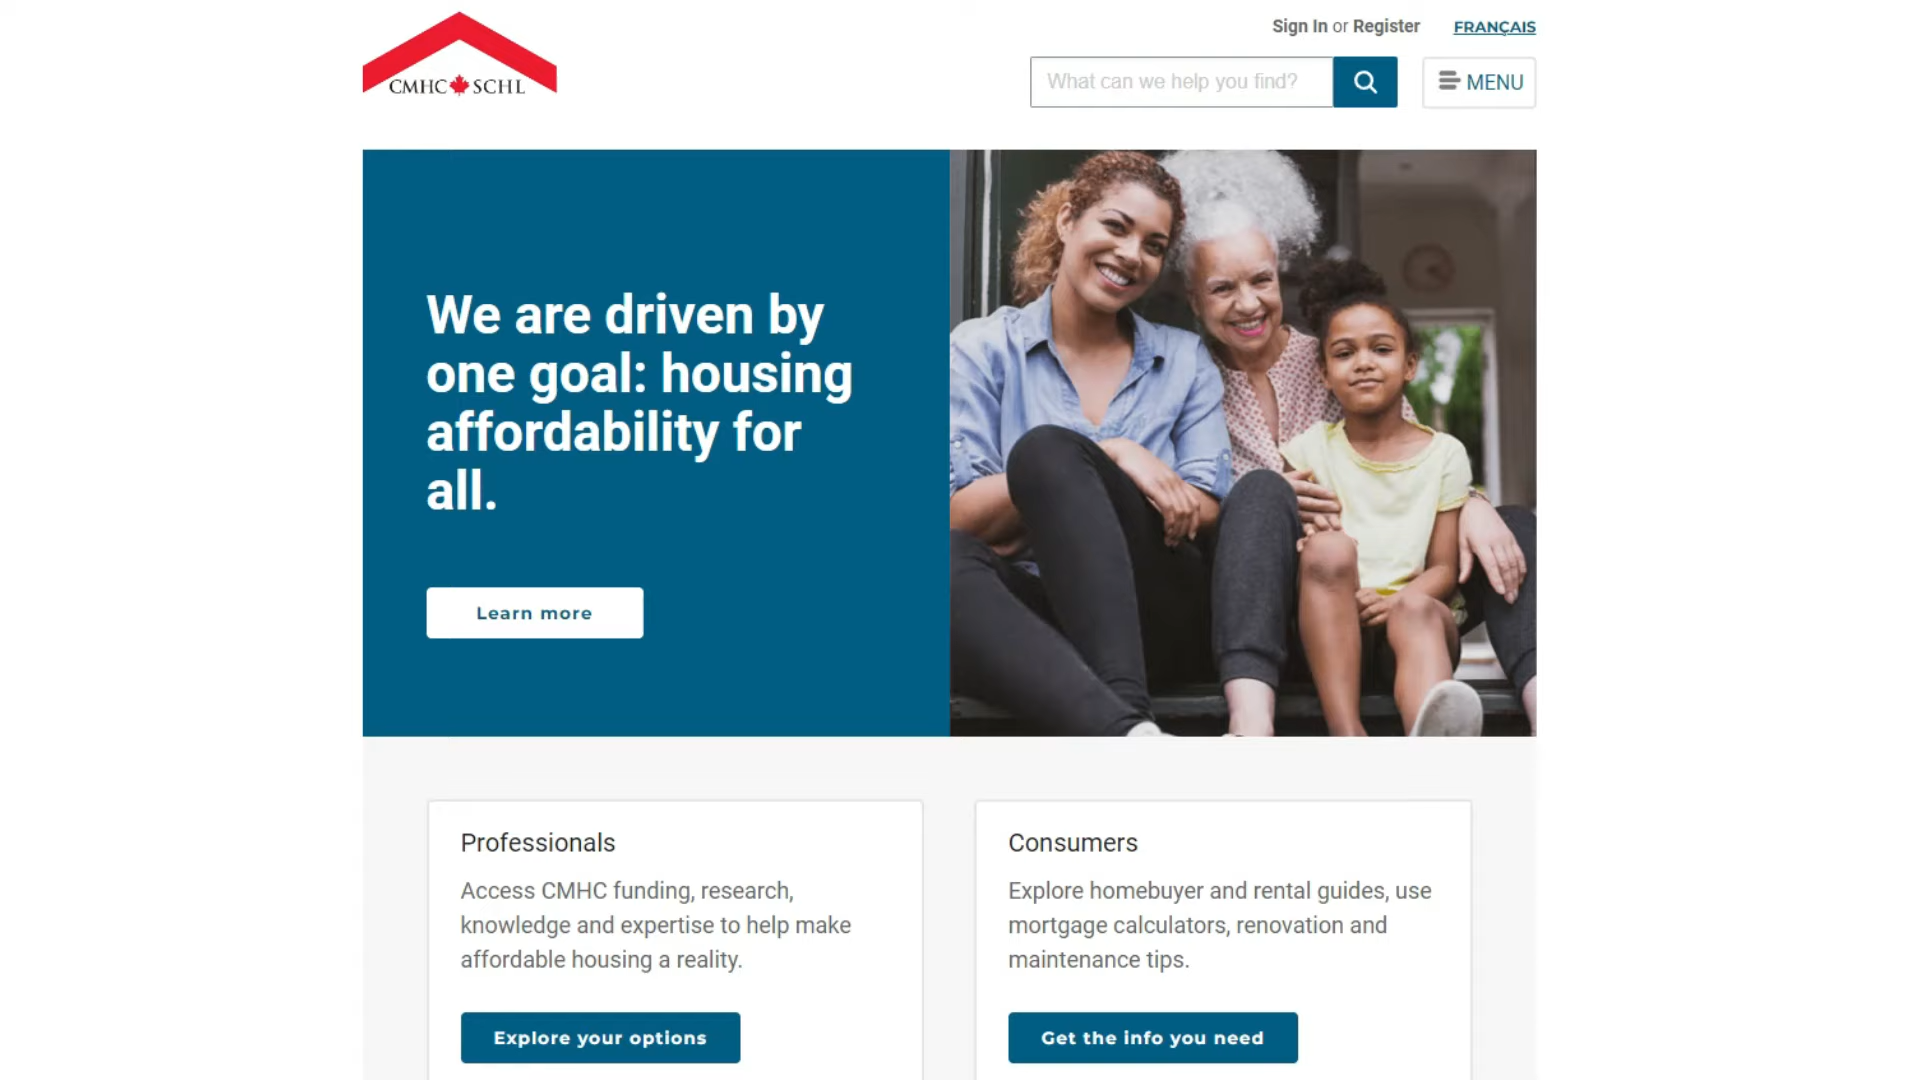 Sign In or Register
FRANÇAIS
CMHC SCHL
What can we help you find?
MENU
We are driven by
one goal: housing
affordability for
all.
Learn more
Professionals
Access CMHC funding, research,
knowledge and expertise to help make
affordable housing a reality.
Explore your options
Consumers
Explore homebuyer and rental guides, use
mortgage calculators, renovation and
maintenance tips.
Get the info you need